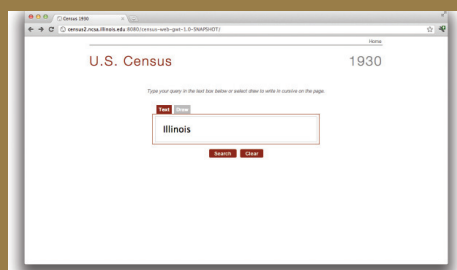 Census 1930
census2.ncsa.illinois.edu:8080/census-web-gwt-1.0-SNAPSHOT/
Home
U.S. Census 1930
Type your query in the text box below or select draw to write in cursive on the page.
Text Draw
Illinois
Search Clear